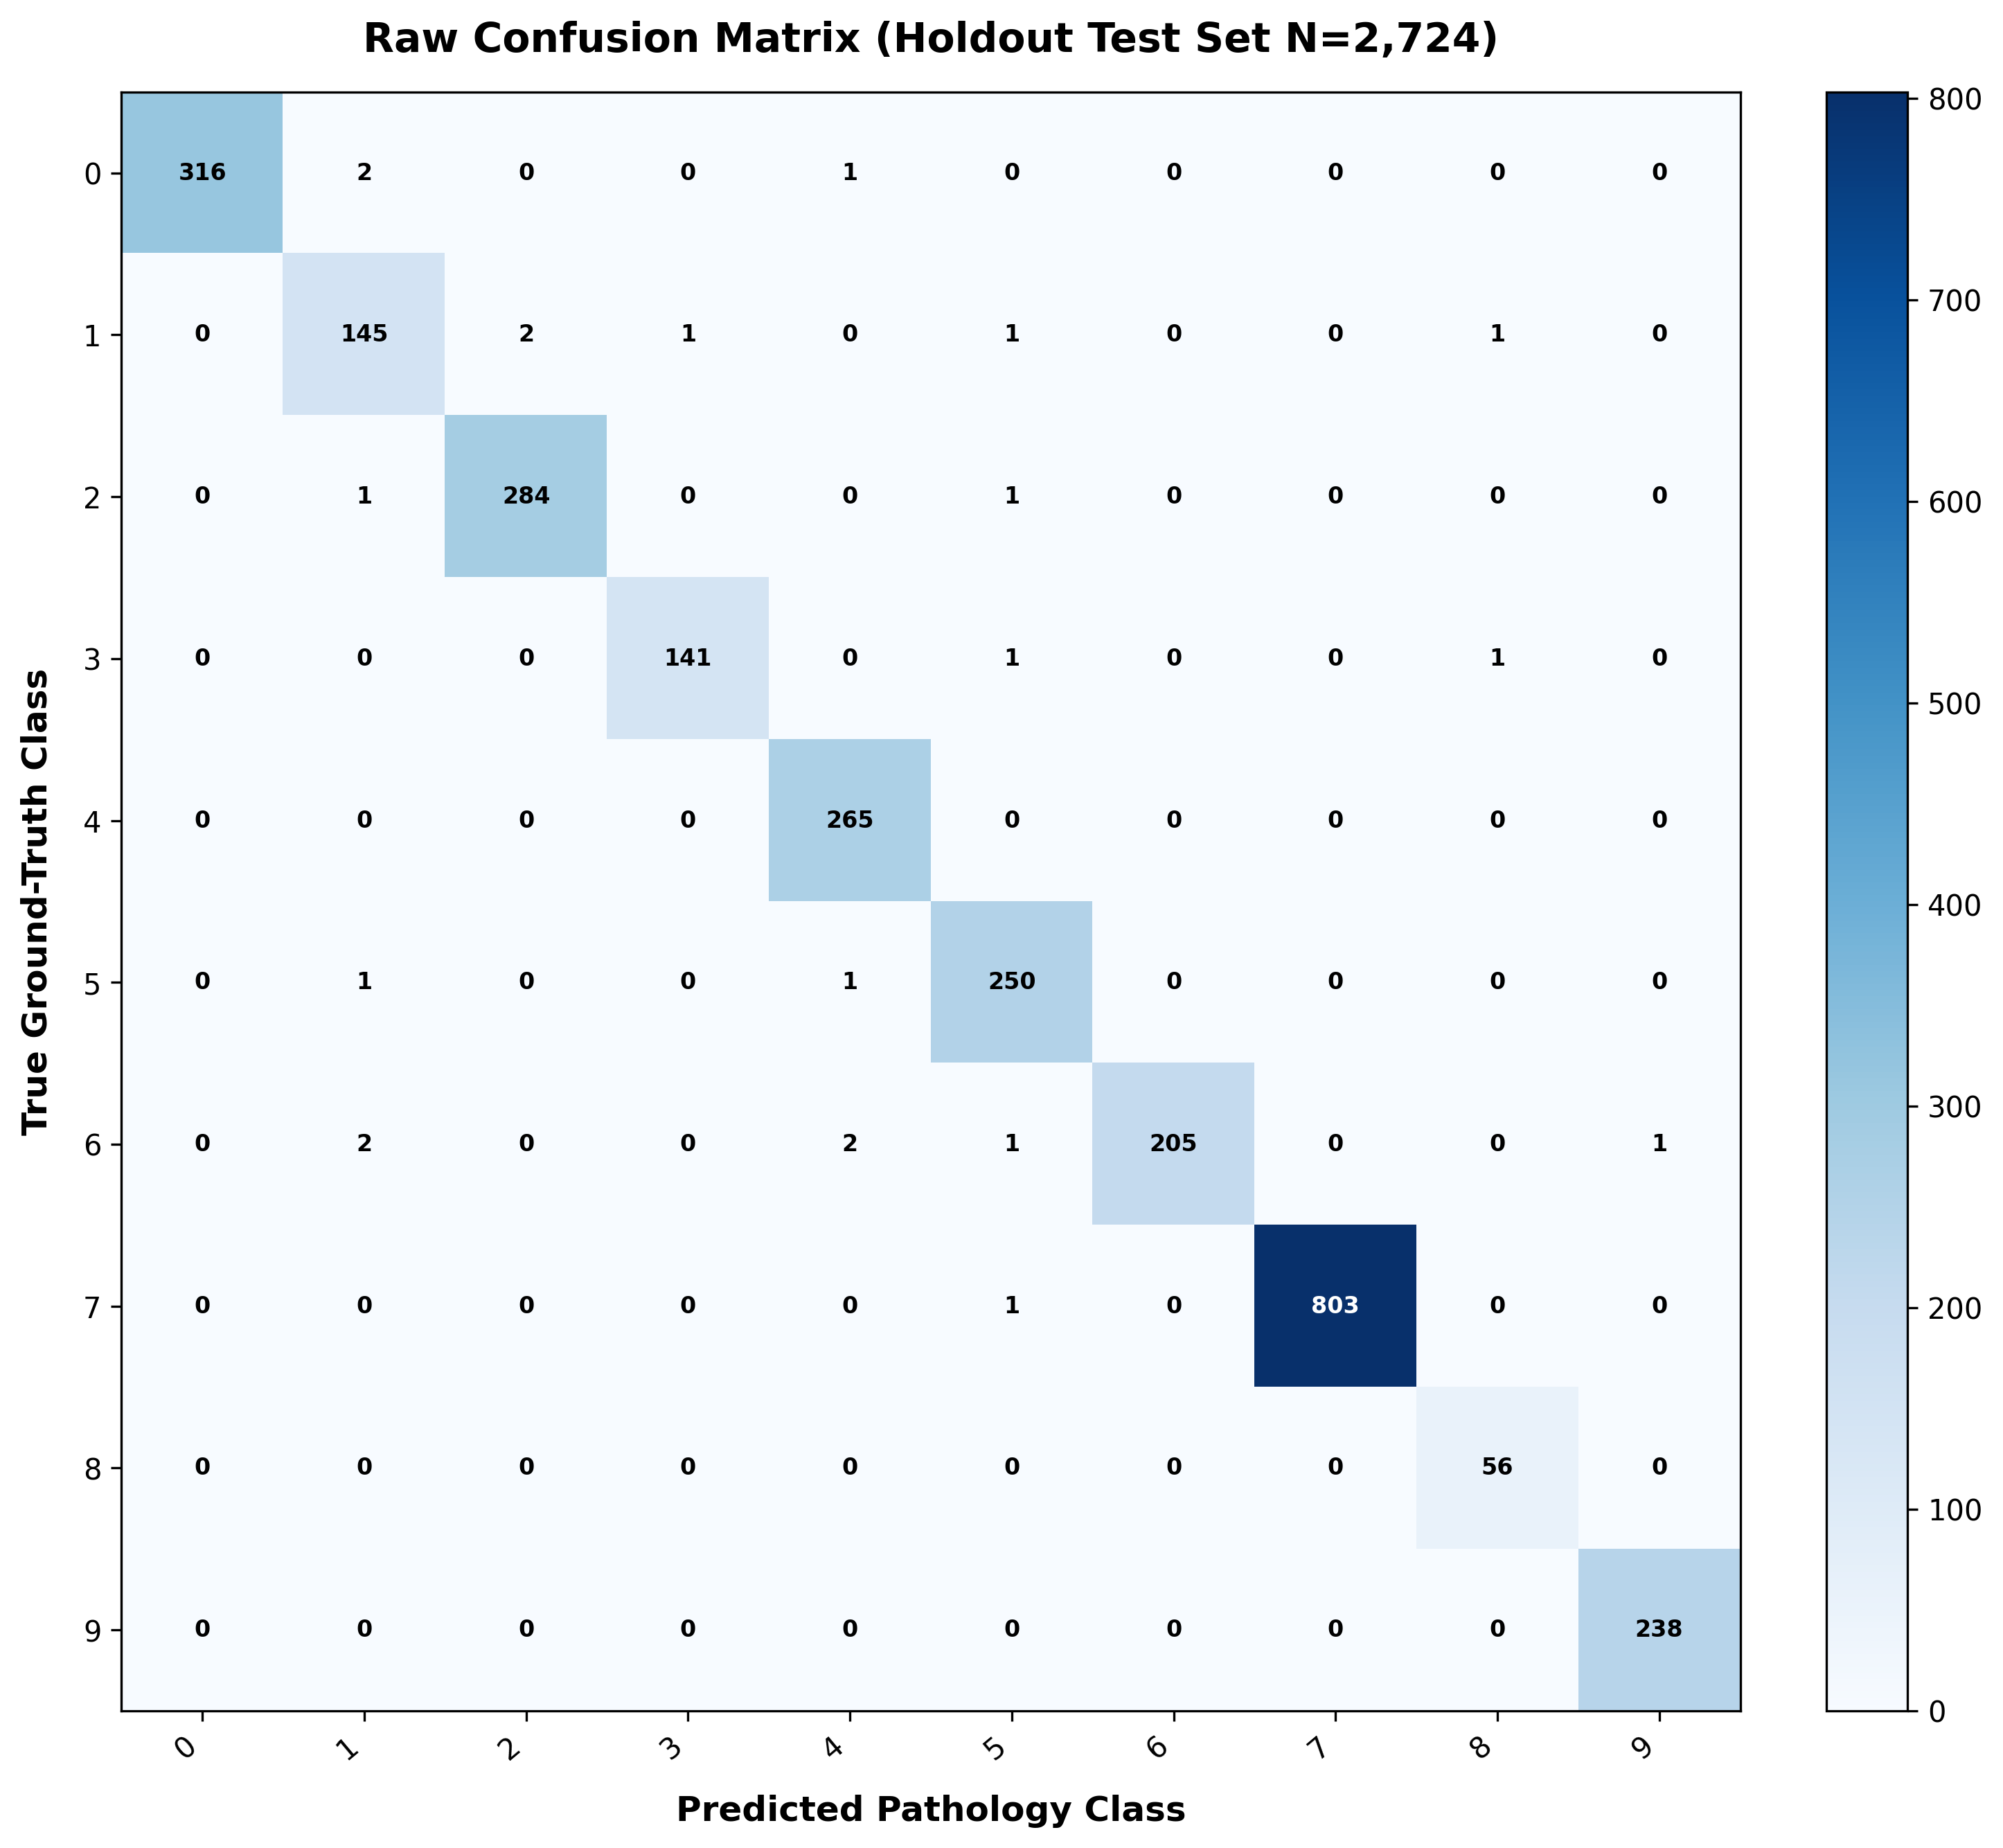 Raw Confusion Matrix (Holdout Test Set N=2,724)
0 316 2 0 0 1 0 0 0 0 0
1 0 145 2 1 0 1 0 0 1 0
2 0 1 284 0 0 1 0 0 0 0
3 0 0 0 141 0 1 0 0 1 0
4 0 0 0 0 265 0 0 0 0 0
5 0 1 0 0 1 250 0 0 0 0
6 0 2 0 0 2 1 205 0 0 1
7 0 0 0 0 0 1 0 803 0 0
8 0 0 0 0 0 0 0 0 56 0
9 0 0 0 0 0 0 0 0 0 238
0 1 2 3 4 5 6 7 8 9
True Ground-Truth Class
Predicted Pathology Class
800
700
600
500
400
300
200
100
0